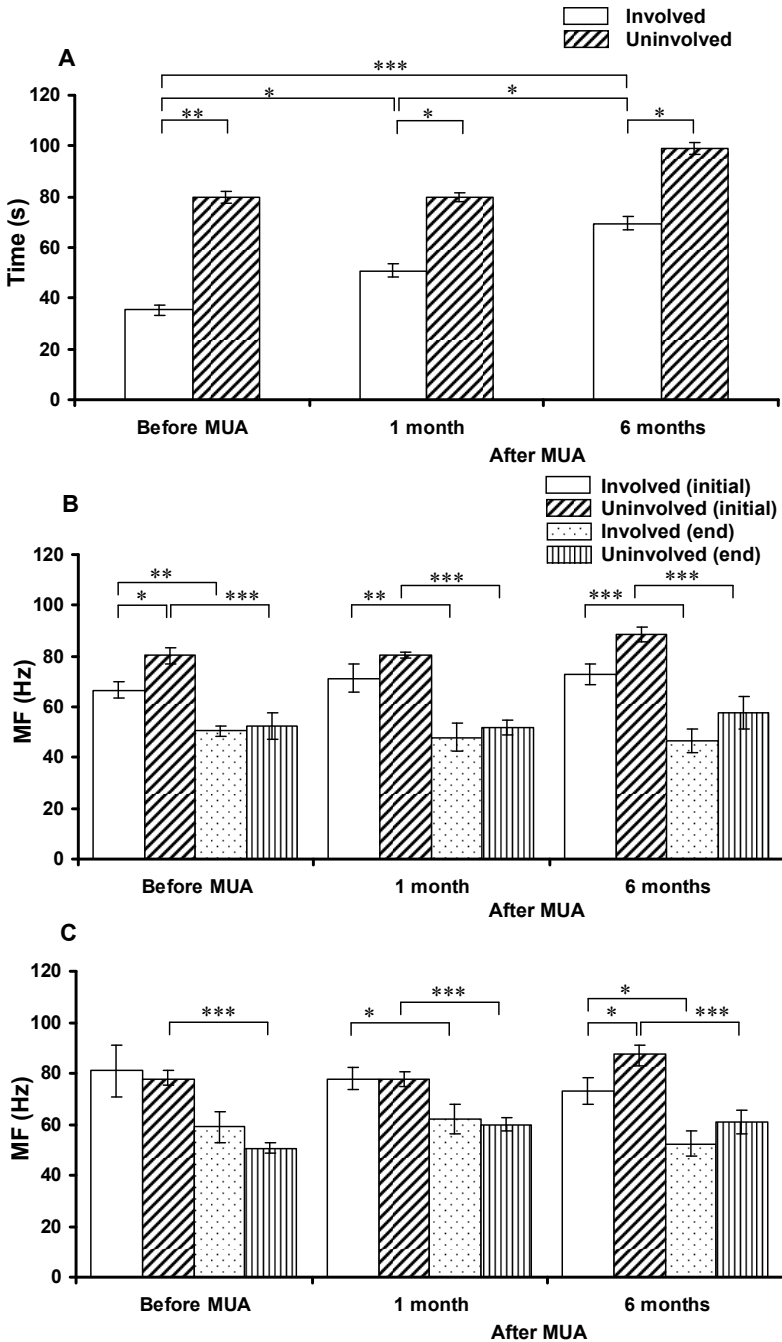 Involved
Uninvolved
A
***
* *
** * *
120
100
80
60
40
20
0
Time (s)
Before MUA 1 month 6 months
After MUA
B
Involved (initial)
Uninvolved (initial)
Involved (end)
Uninvolved (end)
** *** ***
* *** ** ***
120
100
80
60
40
20
0
MF (Hz)
Before MUA 1 month 6 months
After MUA
C
*** * *** *
* ***
120
100
80
60
40
20
0
MF (Hz)
Before MUA 1 month 6 months
After MUA